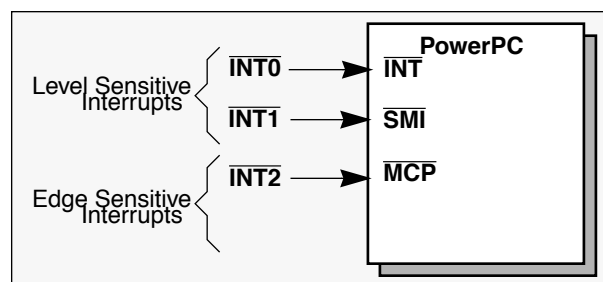 PowerPC
Level Sensitive
Interrupts
INT0
INT
INT1
SMI
INT2
MCP
Edge Sensitive
Interrupts